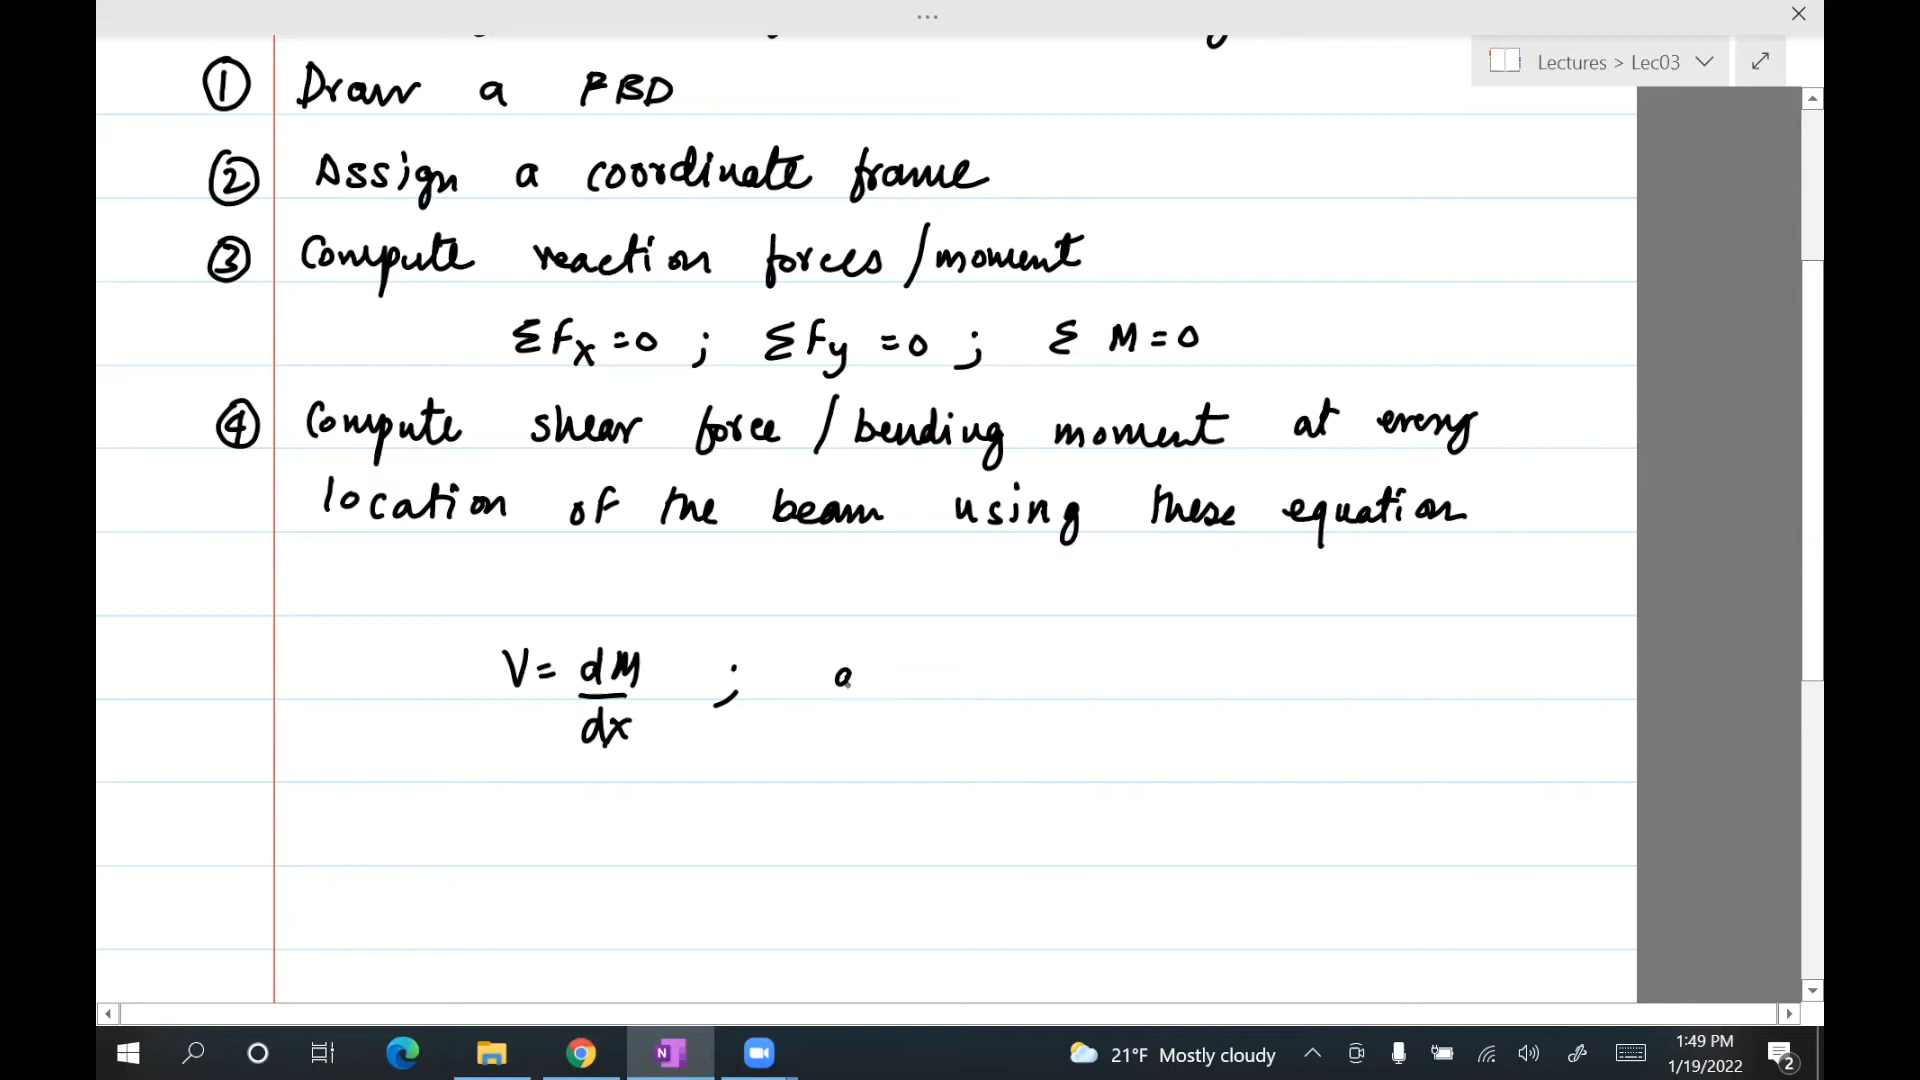 Lectures > Lec03
① Draw a FBD
② Assign a coordinate frame
③ Compute reaction forces/moment
ΣFx = 0 ; ΣFy = 0 ; Σ M = 0
④ Compute shear force/bending moment at every
location of the beam using these equation
V = dM/dx ;
21°F Mostly cloudy
1:49 PM
1/19/2022
2